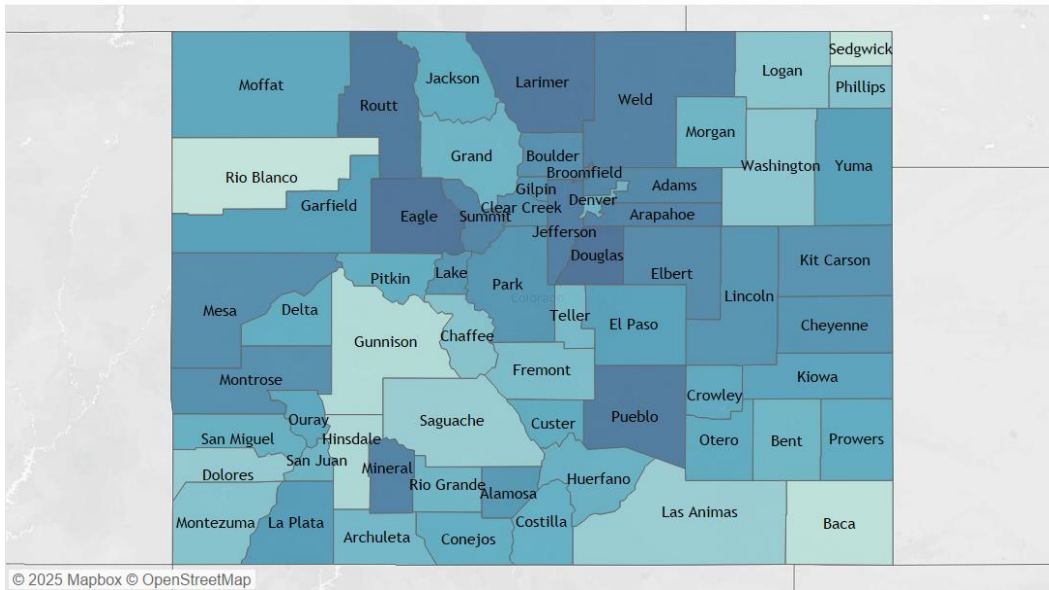 Sedgwick
Logan
Jackson
Larimer
Moffat
Phillips
Weld
Routt
Morgan
Grand
Boulder
Washington
Yuma
Broomfield
Rio Blanco
Adams
Gilpin
Denver
Garfield
Clear Creek
Eagle
Summit
Arapahoe
Jefferson
Douglas
Kit Carson
Lake
Elbert
Pitkin
Park
Lincoln
Colorado
Mesa
Delta
Teller
El Paso
Cheyenne
Chaffee
Gunnison
Fremont
Kiowa
Montrose
Crowley
Pueblo
Ouray
Saguache
Custer
San Miguel
Hinsdale
Otero
Bent
Prowers
San Juan
Mineral
Dolores
Huerfano
Rio Grande
Alamosa
Las Animas
Montezuma
La Plata
Costilla
Baca
Archuleta
Conejos
© 2025 Mapbox © OpenStreetMap